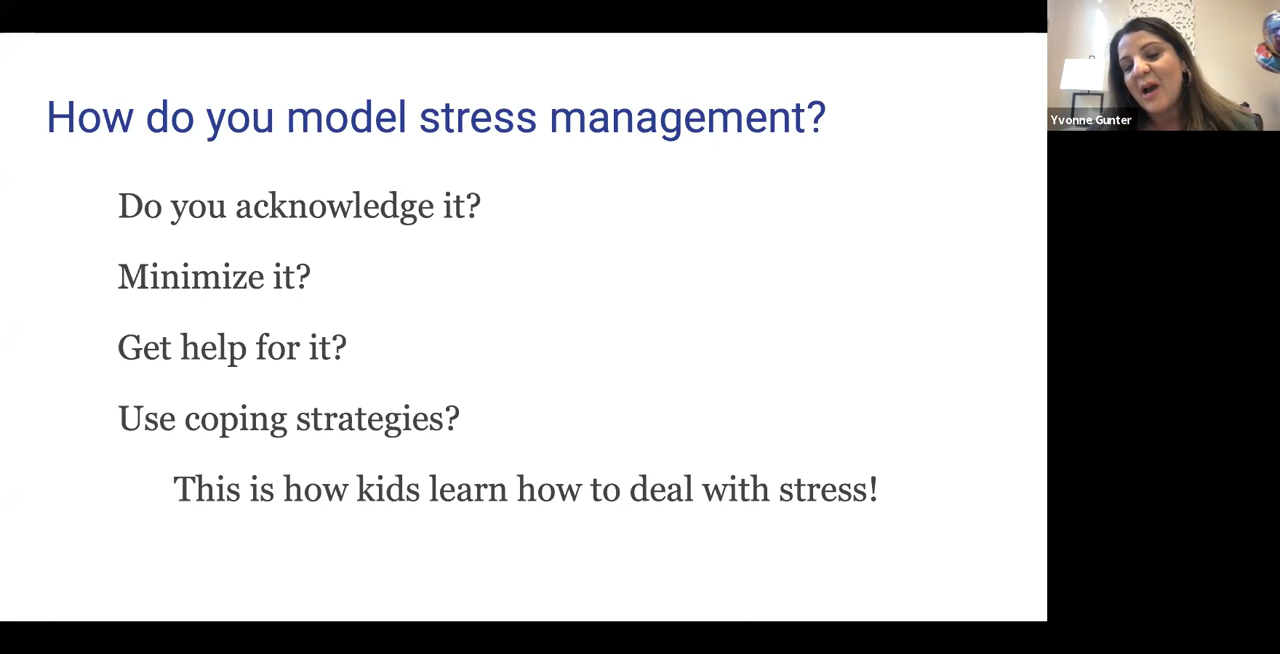 How do you model stress management?
Do you acknowledge it?
Minimize it?
Get help for it?
Use coping strategies?
This is how kids learn how to deal with stress!
Yvonne Gunter